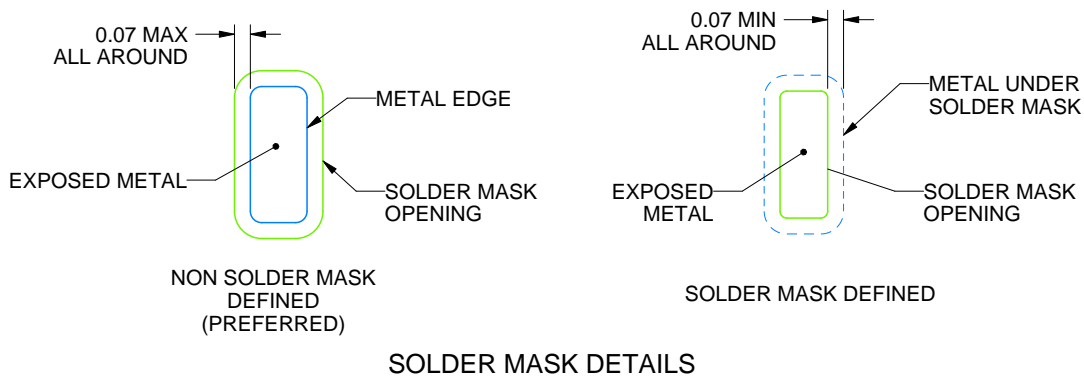 0.07 MAX
ALL AROUND
METAL EDGE
EXPOSED METAL
SOLDER MASK
OPENING
NON SOLDER MASK
DEFINED
(PREFERRED)
0.07 MIN
ALL AROUND
METAL UNDER
SOLDER MASK
EXPOSED
METAL
SOLDER MASK
OPENING
SOLDER MASK DEFINED
SOLDER MASK DETAILS